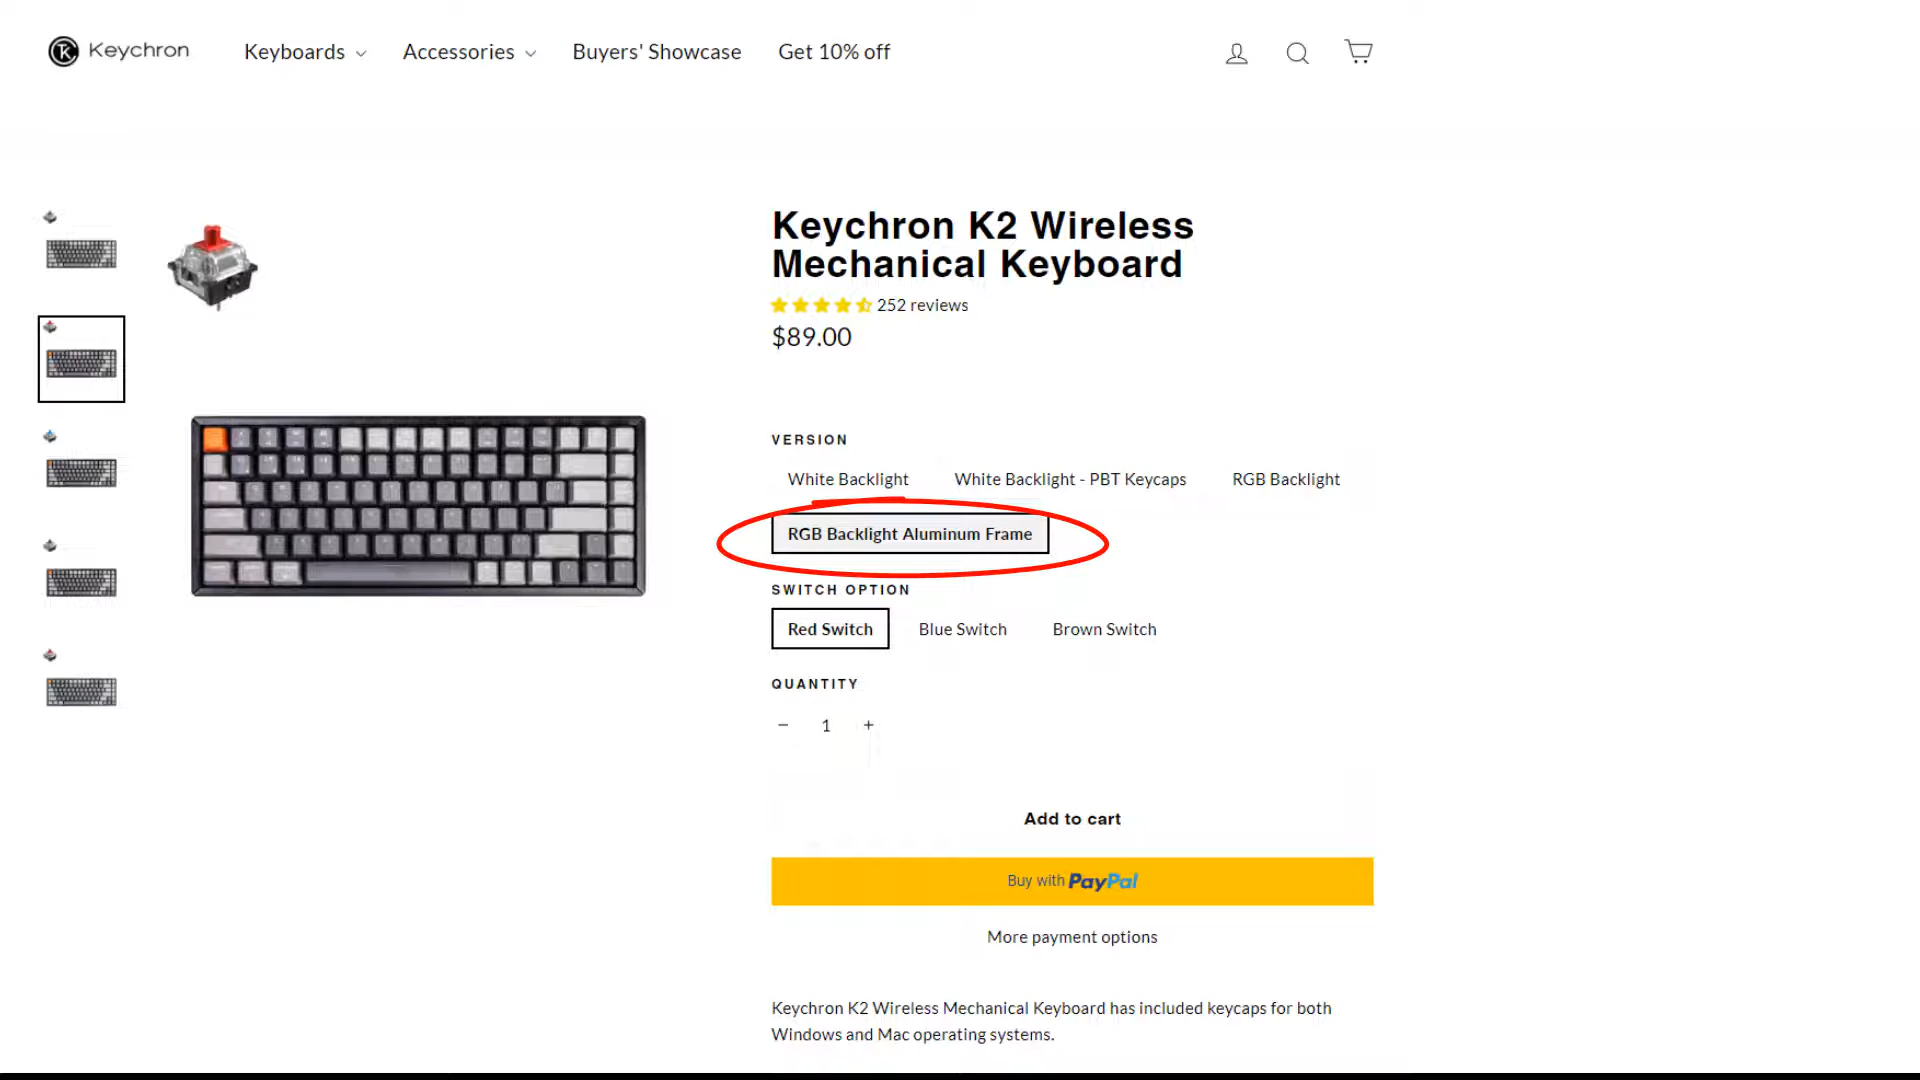 Keychron
Keyboards
Accessories
Buyers' Showcase
Get 10% off
Keychron K2 Wireless
Mechanical Keyboard
252 reviews
$89.00
VERSION
White Backlight
White Backlight - PBT Keycaps
RGB Backlight
RGB Backlight Aluminum Frame
SWITCH OPTION
Red Switch
Blue Switch
Brown Switch
QUANTITY
− 1 +
Add to cart
Buy with PayPal
More payment options
Keychron K2 Wireless Mechanical Keyboard has included keycaps for both
Windows and Mac operating systems.